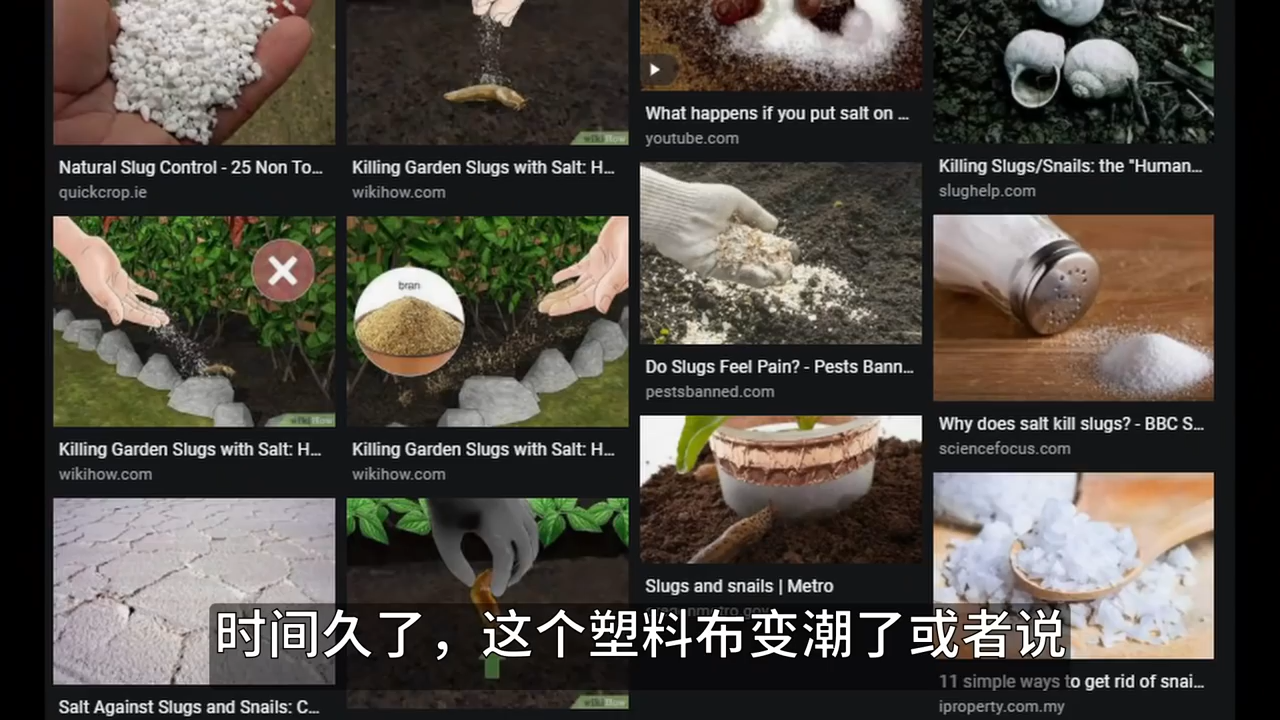 Natural Slug Control - 25 Non To...
quickcrop.ie
wikiHow
Killing Garden Slugs with Salt: H...
wikihow.com
What happens if you put salt on ...
youtube.com
Killing Slugs/Snails: the "Human...
slughelp.com
wikiHow
Killing Garden Slugs with Salt: H...
wikihow.com
bran
Killing Garden Slugs with Salt: H...
wikihow.com
Do Slugs Feel Pain? - Pests Bann...
pestsbanned.com
Why does salt kill slugs? - BBC S...
sciencefocus.com
Salt Against Slugs and Snails: C...
wikiHow
Slugs and snails | Metro
oregonmetro.gov
11 simple ways to get rid of snai...
iproperty.com.my
时间久了，这个塑料布变潮了或者说